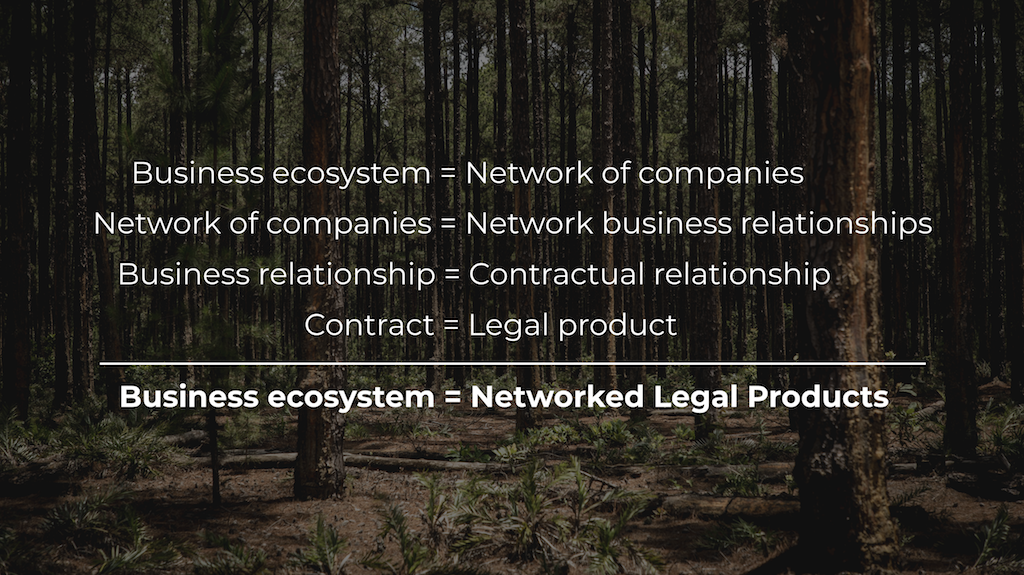 Business ecosystem = Network of companies
Network of companies = Network business relationships
Business relationship = Contractual relationship
Contract = Legal product
Business ecosystem = Networked Legal Products